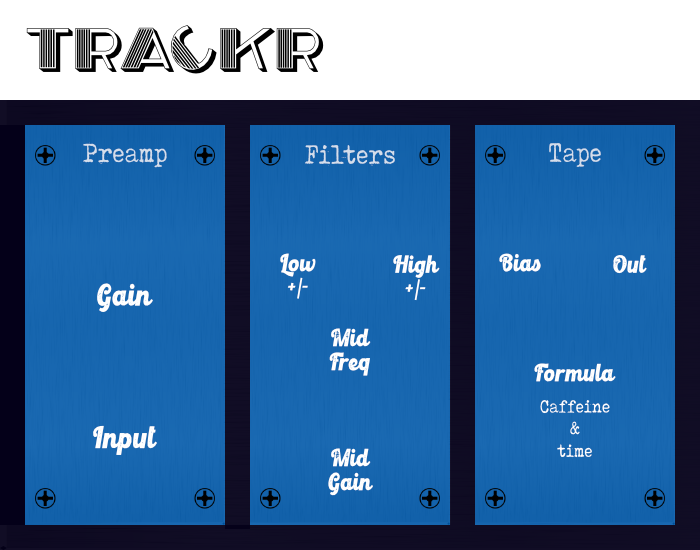 TRACKR
Preamp
Gain
Input
Filters
Low
+/-
High
+/-
Mid
Freq
Mid
Gain
Tape
Bias
Out
Formula
Caffeine
&
time